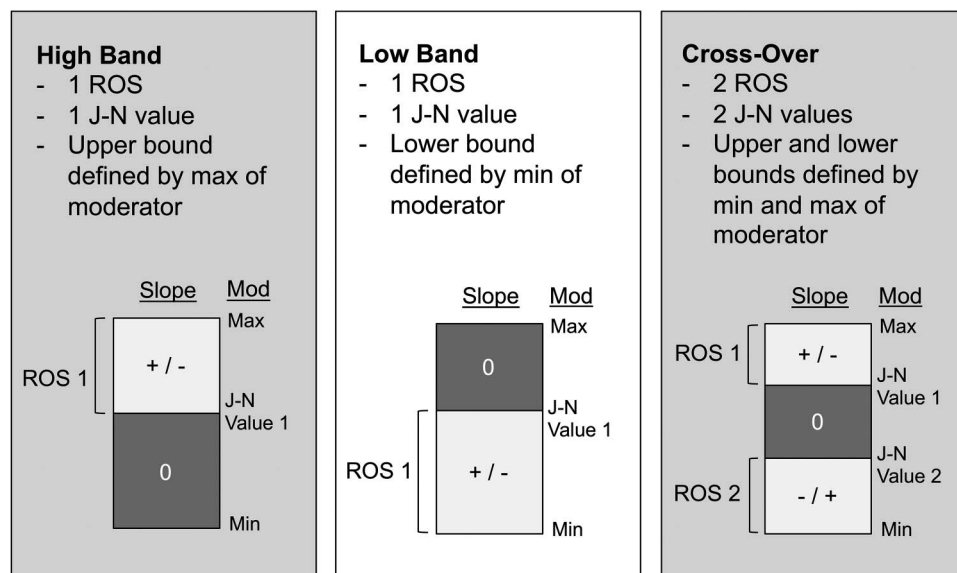 High Band
- 1 ROS
- 1 J-N value
- Upper bound
defined by max of
moderator
Slope Mod
Max
+ / -
ROS 1
J-N
Value 1
0
Min
Low Band
- 1 ROS
- 1 J-N value
- Lower bound
defined by min of
moderator
Slope Mod
Max
0
J-N
Value 1
ROS 1
+ / -
Min
Cross-Over
- 2 ROS
- 2 J-N values
- Upper and lower
bounds defined by
min and max of
moderator
Slope Mod
Max
ROS 1
+ / -
J-N
Value 1
0
J-N
Value 2
ROS 2
- / +
Min